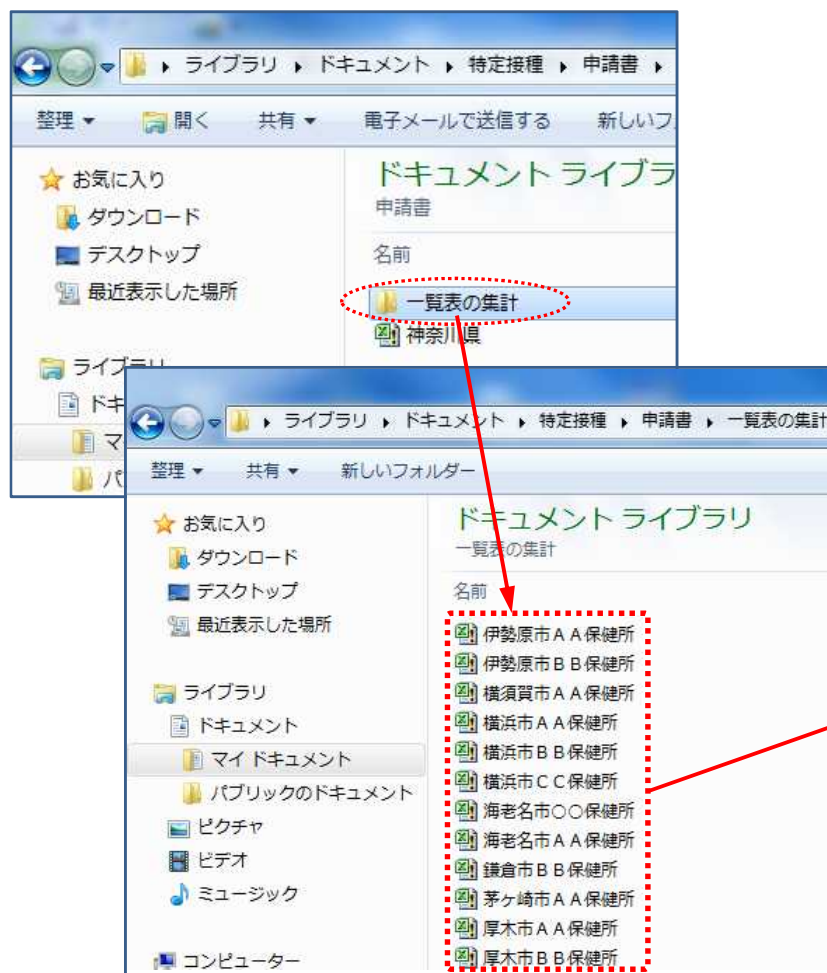 ライブラリ ドキュメント 特定接種 申請書
整理 開く 共有 電子メールで送信する 新しいフ
お気に入り
ダウンロード
デスクトップ
最近表示した場所
ライブラリ
ドキ
マ
パ
ドキュメント ライブラ
申請書
名前
一覧表の集計
神奈川県
ライブラリ ドキュメント 特定接種 申請書 一覧表の集計
整理 共有 新しいフォルダー
お気に入り
ダウンロード
デスクトップ
最近表示した場所
ライブラリ
ドキュメント
マイ ドキュメント
パブリックのドキュメント
ピクチャ
ビデオ
ミュージック
コンピューター
ドキュメント ライブラリ
一覧表の集計
名前
伊勢原市ＡＡ保健所
伊勢原市ＢＢ保健所
横須賀市ＡＡ保健所
横浜市ＡＡ保健所
横浜市ＢＢ保健所
横浜市ＣＣ保健所
海老名市○○保健所
海老名市ＡＡ保健所
鎌倉市ＢＢ保健所
茅ヶ崎市ＡＡ保健所
厚木市ＡＡ保健所
厚木市ＢＢ保健所